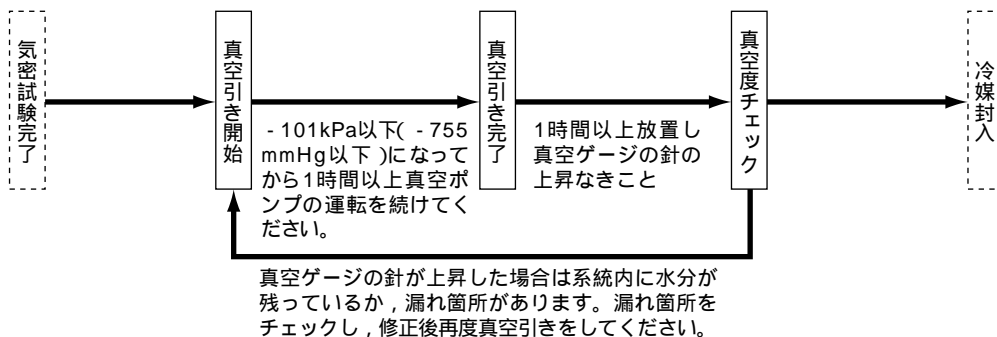 気密試験完了
真空引き開始
- 101kPa以下( - 755
mmHg以下 )になって
から1時間以上真空ポ
ンプの運転を続けてく
ださい。
真空引き完了
1時間以上放置し
真空ゲージの針の
上昇なきこと
真空度チェック
冷媒封入
真空ゲージの針が上昇した場合は系統内に水分が
残っているか , 漏れ箇所があります。漏れ箇所を
チェックし , 修正後再度真空引きをしてください。